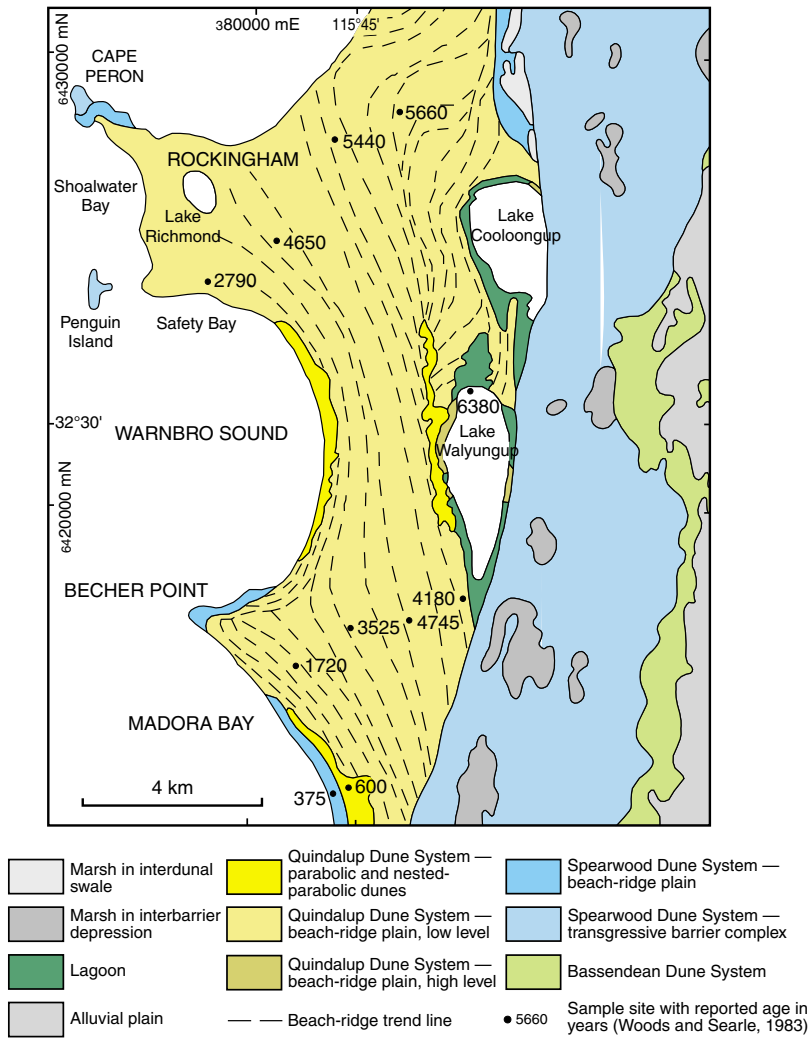 380000 mE
115°45'
6430000 mN
CAPE
PERON
5660
5440
ROCKINGHAM
Shoalwater
Bay
Lake
Richmond
Lake
Cooloongup
4650
2790
Penguin
Island
Safety Bay
6380
-32°30'
WARNBRO SOUND
Lake
Walyungup
6420000 mN
BECHER POINT
4180
4745
3525
1720
MADORA BAY
4 km
600
375
Marsh in interdunal
swale
Quindalup Dune System —
parabolic and nested-
parabolic dunes
Spearwood Dune System —
beach-ridge plain
Marsh in interbarrier
depression
Quindalup Dune System —
beach-ridge plain, low level
Spearwood Dune System —
transgressive barrier complex
Lagoon
Quindalup Dune System —
beach-ridge plain, high level
Bassendean Dune System
Alluvial plain
Beach-ridge trend line
5660
Sample site with reported age in
years (Woods and Searle, 1983)